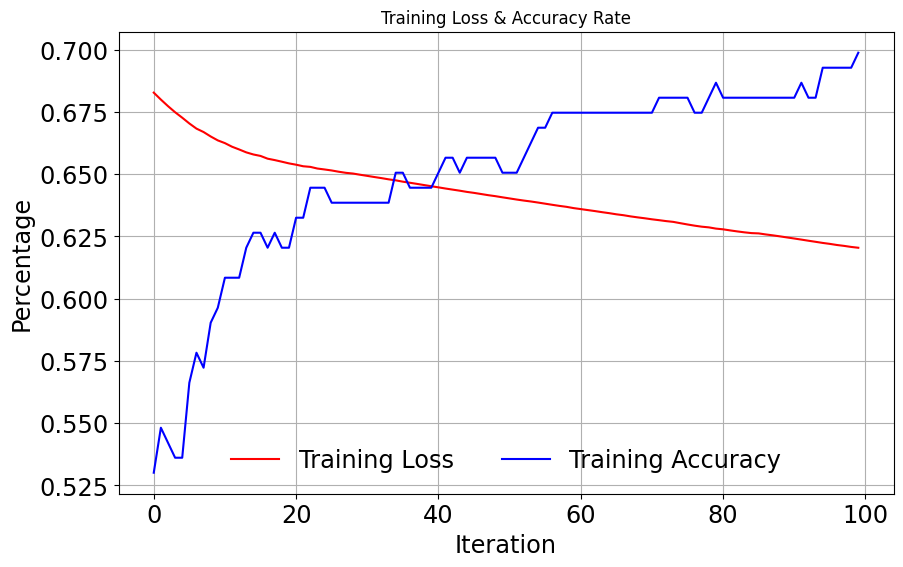 Training Loss & Accuracy Rate
0.700
0.675
0.650
0.625
0.600
0.575
0.550
0.525
Percentage
Training Loss
Training Accuracy
0 20 40 60 80 100
Iteration